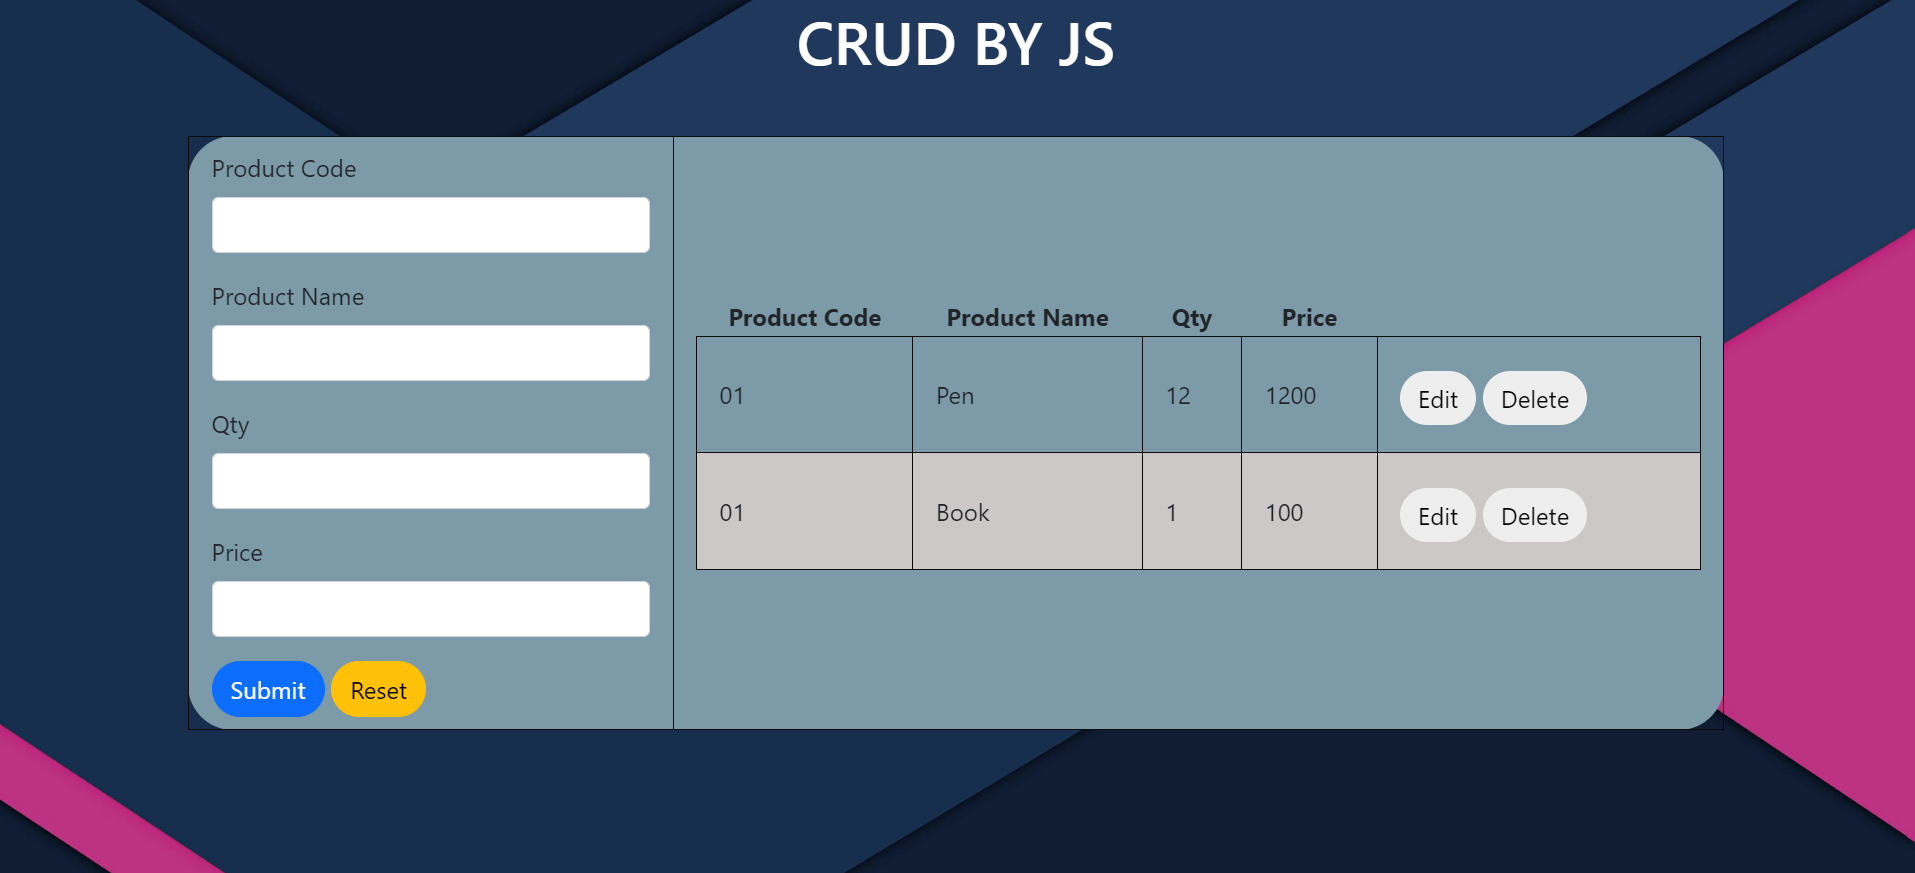 CRUD BY JS
Product Code
Product Name
Qty
Price
Submit Reset
Product Code Product Name Qty Price
01 Pen 12 1200 Edit Delete
01 Book 1 100 Edit Delete